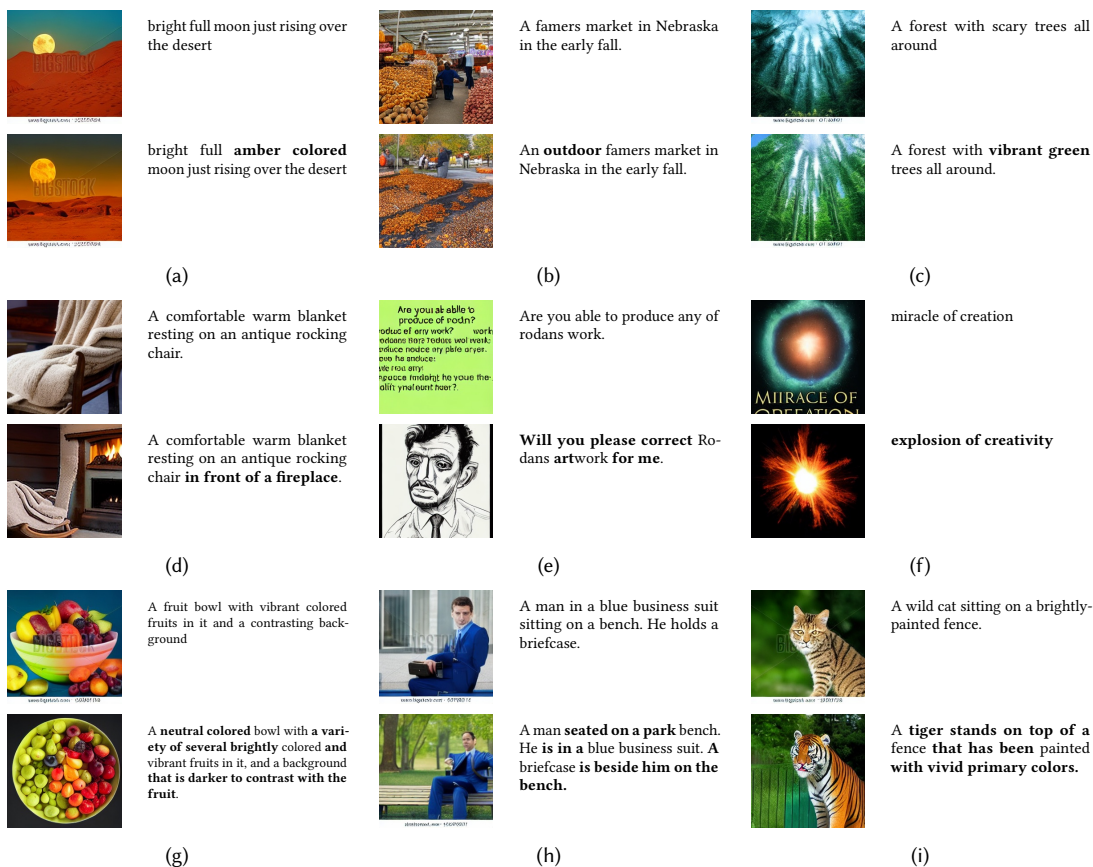 bright full moon just rising over
the desert
BIGSTOCK
bright full amber colored
moon just rising over the desert
BIGSTOCK
(a)
A famers market in Nebraska
in the early fall.
An outdoor famers market in
Nebraska in the early fall.
(b)
A forest with scary trees all
around
A forest with vibrant green
trees all around.
(c)
A comfortable warm blanket
resting on an antique rocking
chair.
A comfortable warm blanket
resting on an antique rocking
chair in front of a fireplace.
(d)
Are you able to produce any of
rodans work.
Will you please correct Ro-
dans artwork for me.
(e)
MIIRACE OF
miracle of creation
explosion of creativity
(f)
A fruit bowl with vibrant colored
fruits in it and a contrasting back-
ground
BIGSTOCK
A neutral colored bowl with a vari-
ety of several brightly colored and
vibrant fruits in it, and a background
that is darker to contrast with the
fruit.
(g)
A man in a blue business suit
sitting on a bench. He holds a
briefcase.
A man seated on a park bench.
He is in a blue business suit. A
briefcase is beside him on the
bench.
(h)
A wild cat sitting on a brightly-
painted fence.
A tiger stands on top of a
fence that has been painted
with vivid primary colors.
(i)